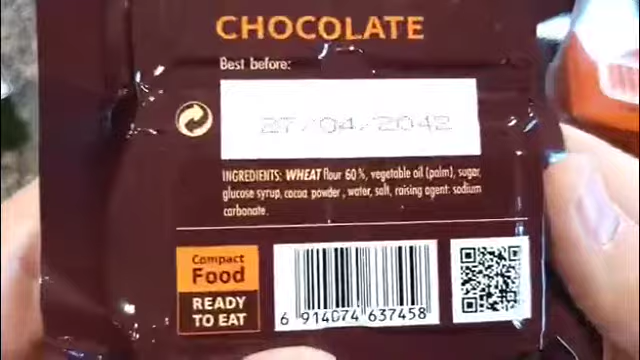 CHOCOLATE
Best before:
27/04/2042
INGREDIENTS: WHEAT flour 60%, vegetable oil (palm), sugar,
glucose syrup, cocoa powder, water, salt, raising agent: sodium
carbonate.
Compact
Food
READY
TO EAT
6 914074 637458